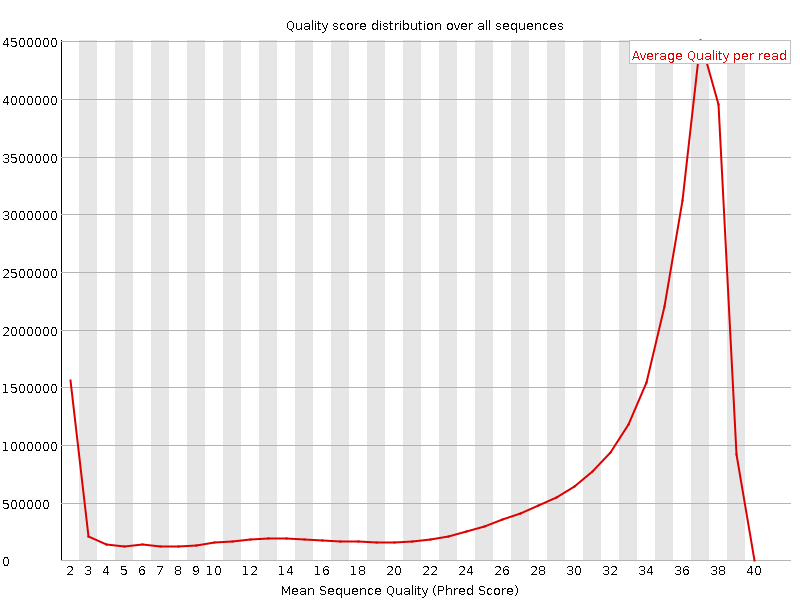 Quality score distribution over all sequences
4500000
Average Quality per read
4000000
3500000
3000000
2500000
2000000
1500000
1000000
500000
0
2 3 4 5 6 7 8 9 10 12 14 16 18 20 22 24 26 28 30 32 34 36 38 40
Mean Sequence Quality (Phred Score)